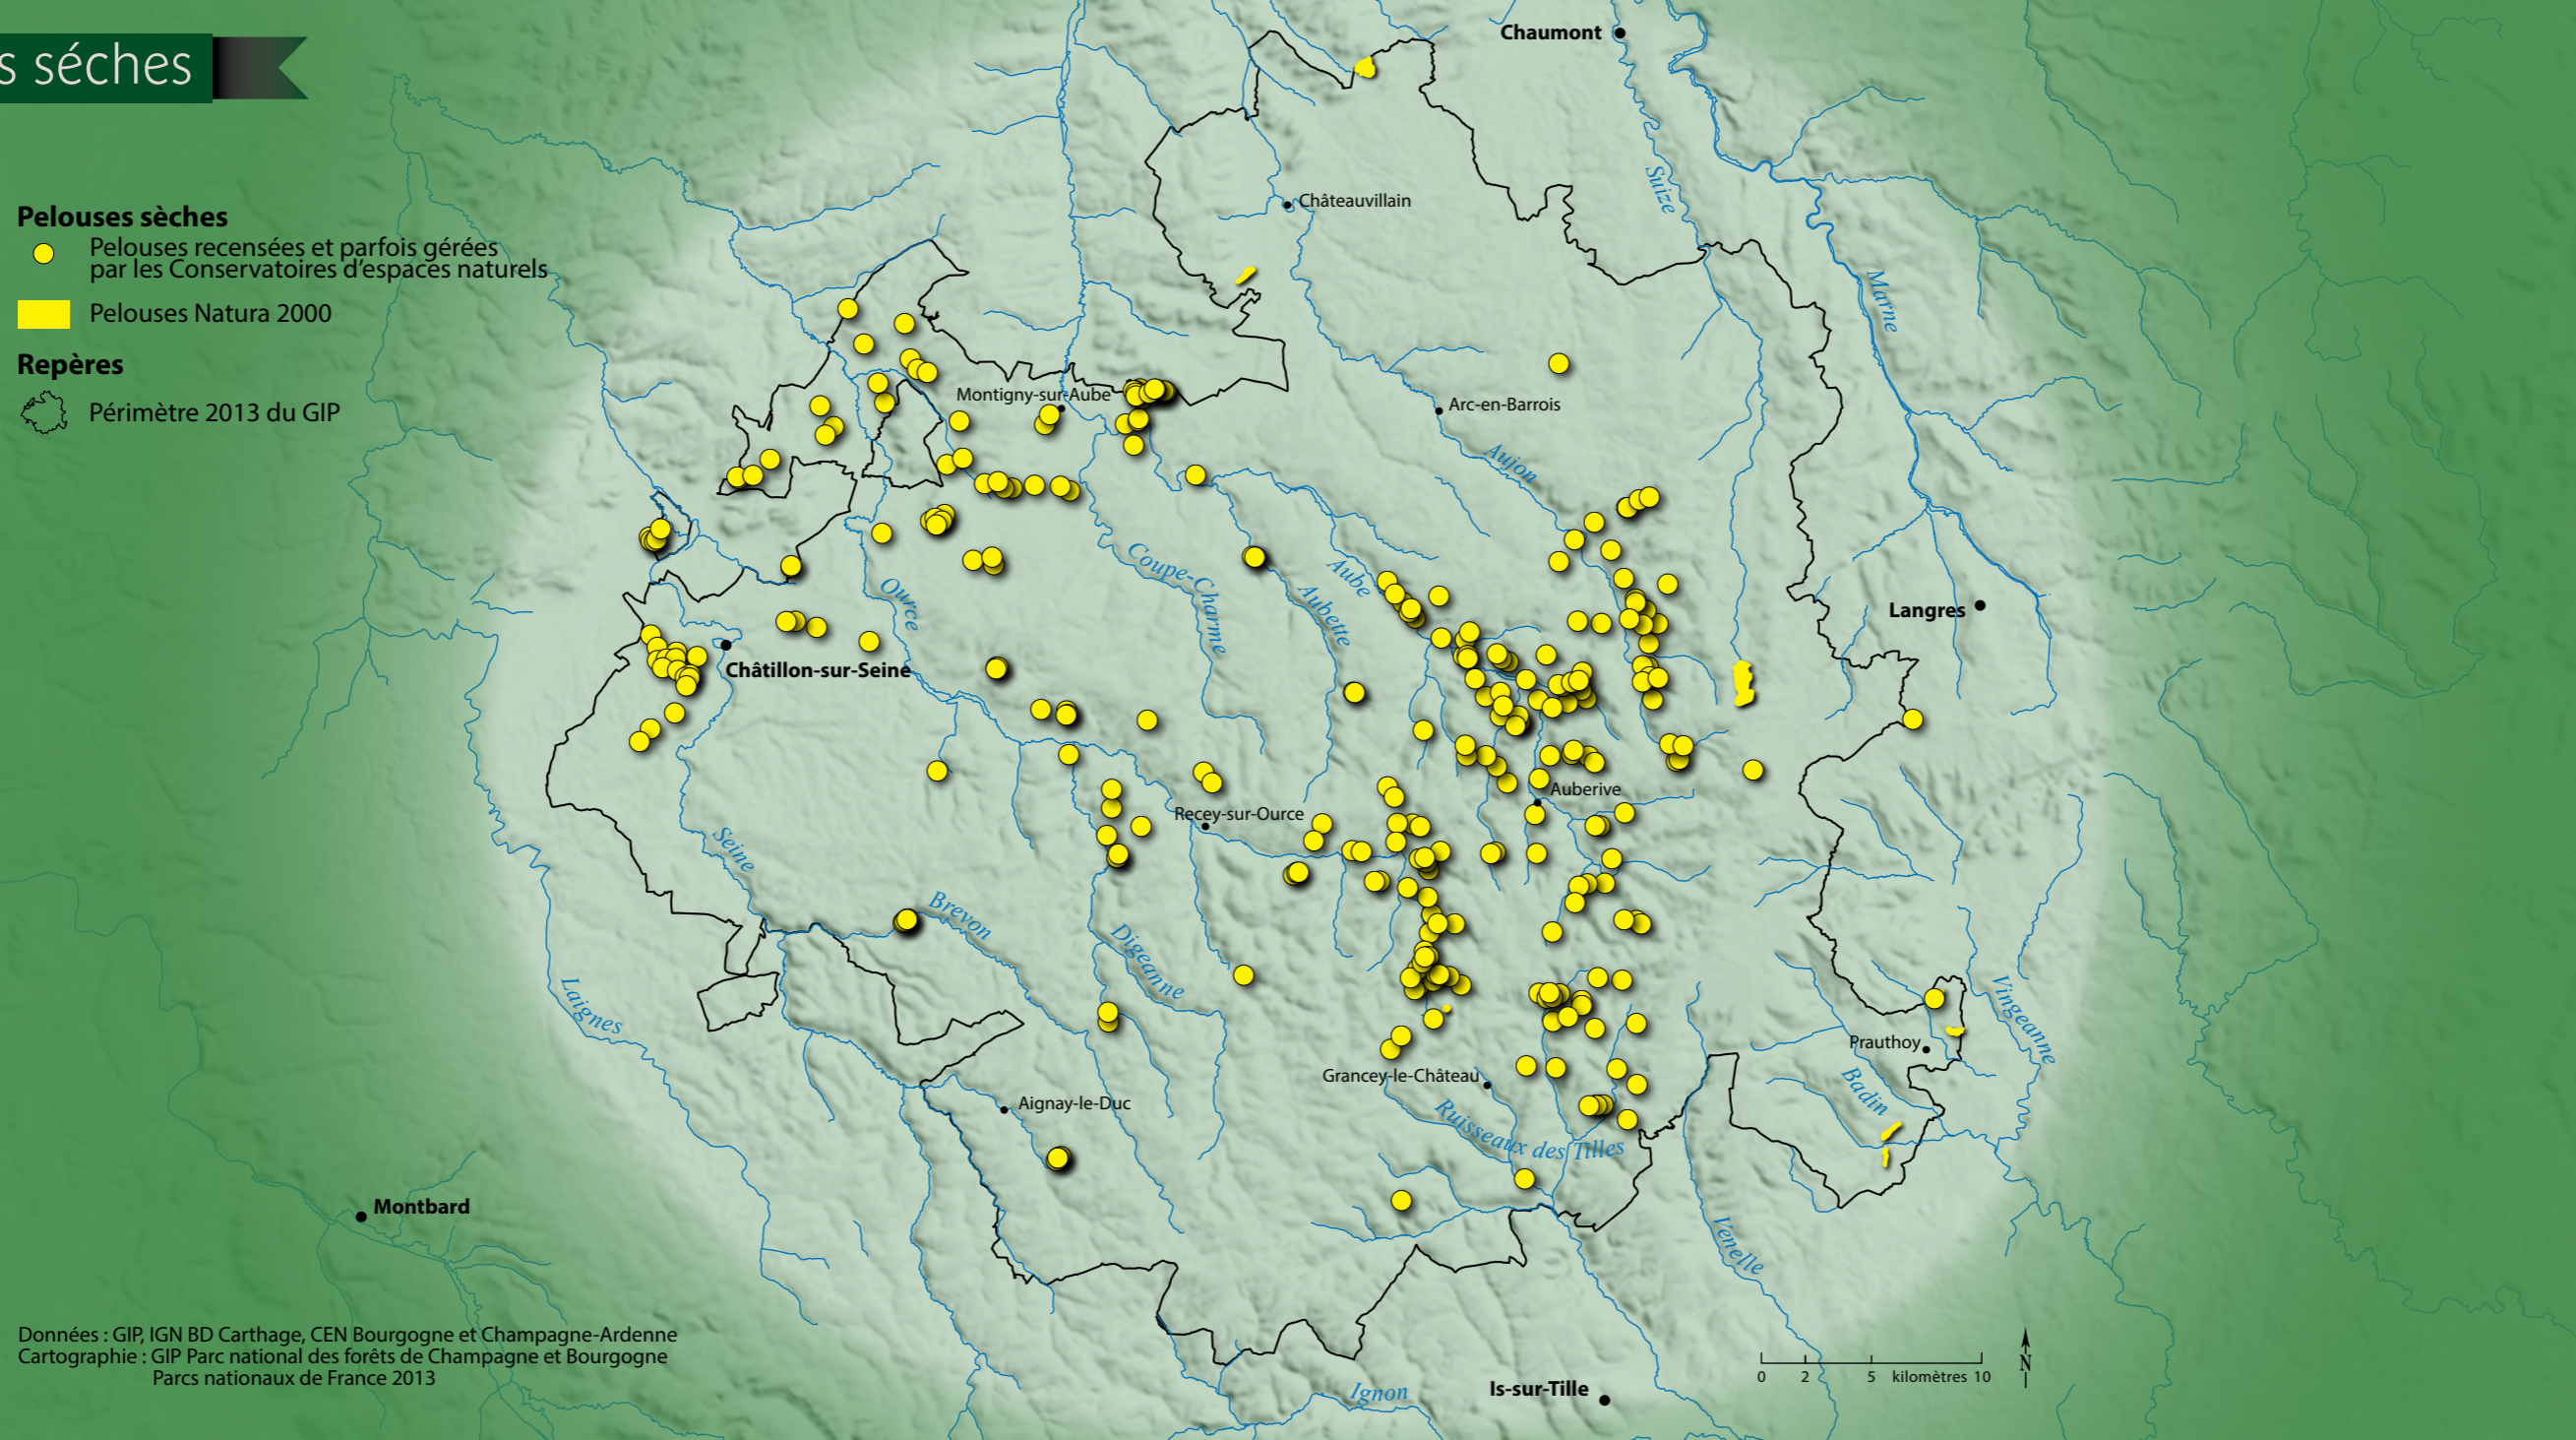 s séches
Pelouses sèches
Pelouses recensées et parfois gérées
par les Conservatoires d'espaces naturels
Pelouses Natura 2000
Repères
Périmètre 2013 du GIP
Chaumont
Suize
Châteauvillain
Marne
Montigny-sur-Aube
Arc-en-Barrois
Aujon
Coupe-Charme
Aube
Aubette
Ource
Langres
Châtillon-sur-Seine
Auberive
Recey-sur-Ource
Seine
Brevon
Digeanne
Laignes
Vingeanne
Prauthoy
Badin
Grancey-le-Château
Aignay-le-Duc
Ruisseaux des Tilles
Montbard
Venelle
Données : GIP, IGN BD Carthage, CEN Bourgogne et Champagne-Ardenne
Cartographie : GIP Parc national des forêts de Champagne et Bourgogne
Parcs nationaux de France 2013
N
0 2 5 kilomètres 10
Ignon
Is-sur-Tille